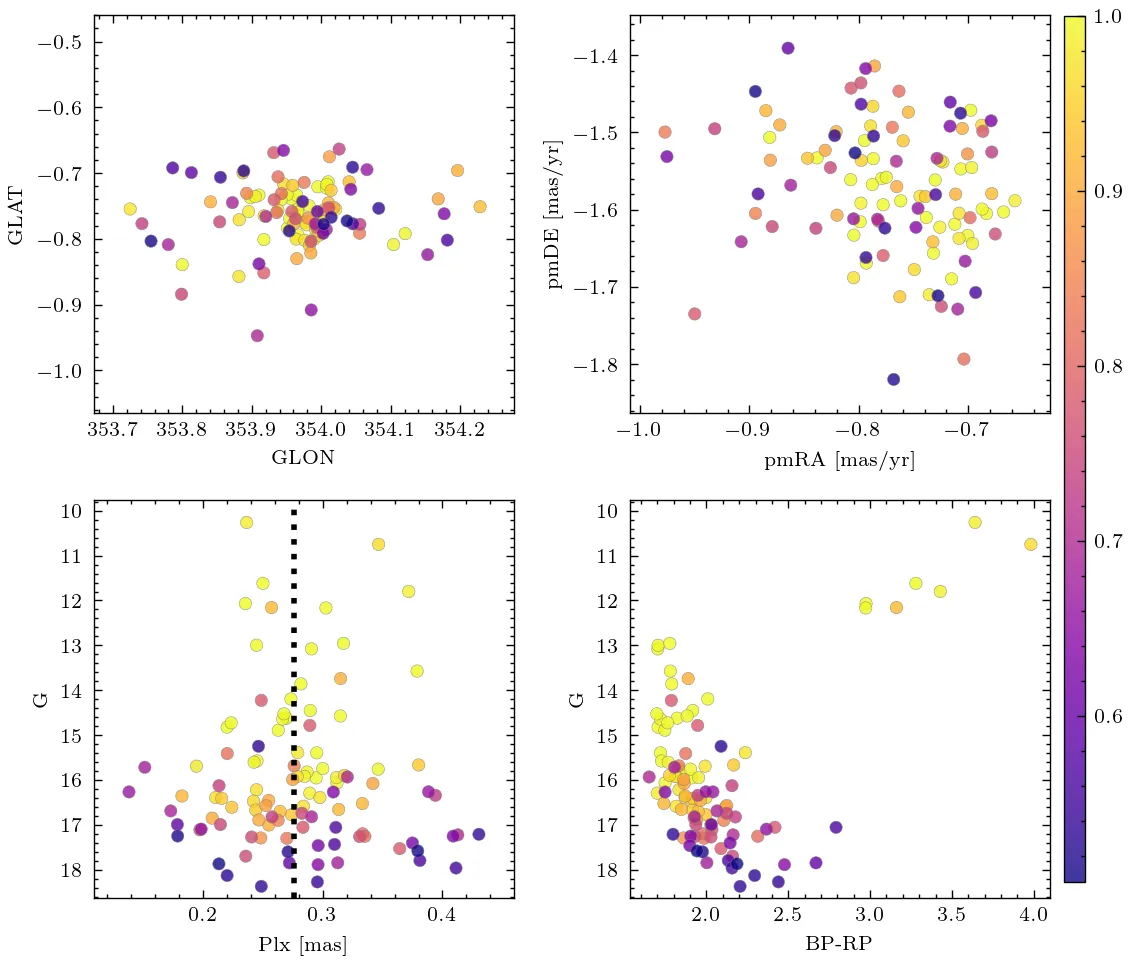 −0.5
−0.6
−0.7
−0.8
−0.9
−1.0
GLAT
353.7 353.8 353.9 354.0 354.1 354.2
GLON
−1.4
−1.5
−1.6
−1.7
−1.8
pmDE [mas/yr]
−1.0 −0.9 −0.8 −0.7
pmRA [mas/yr]
10
11
12
13
14
15
16
17
18
G
0.2 0.3 0.4
Plx [mas]
10
11
12
13
14
15
16
17
18
G
2.0 2.5 3.0 3.5 4.0
BP-RP
1.0
0.9
0.8
0.7
0.6